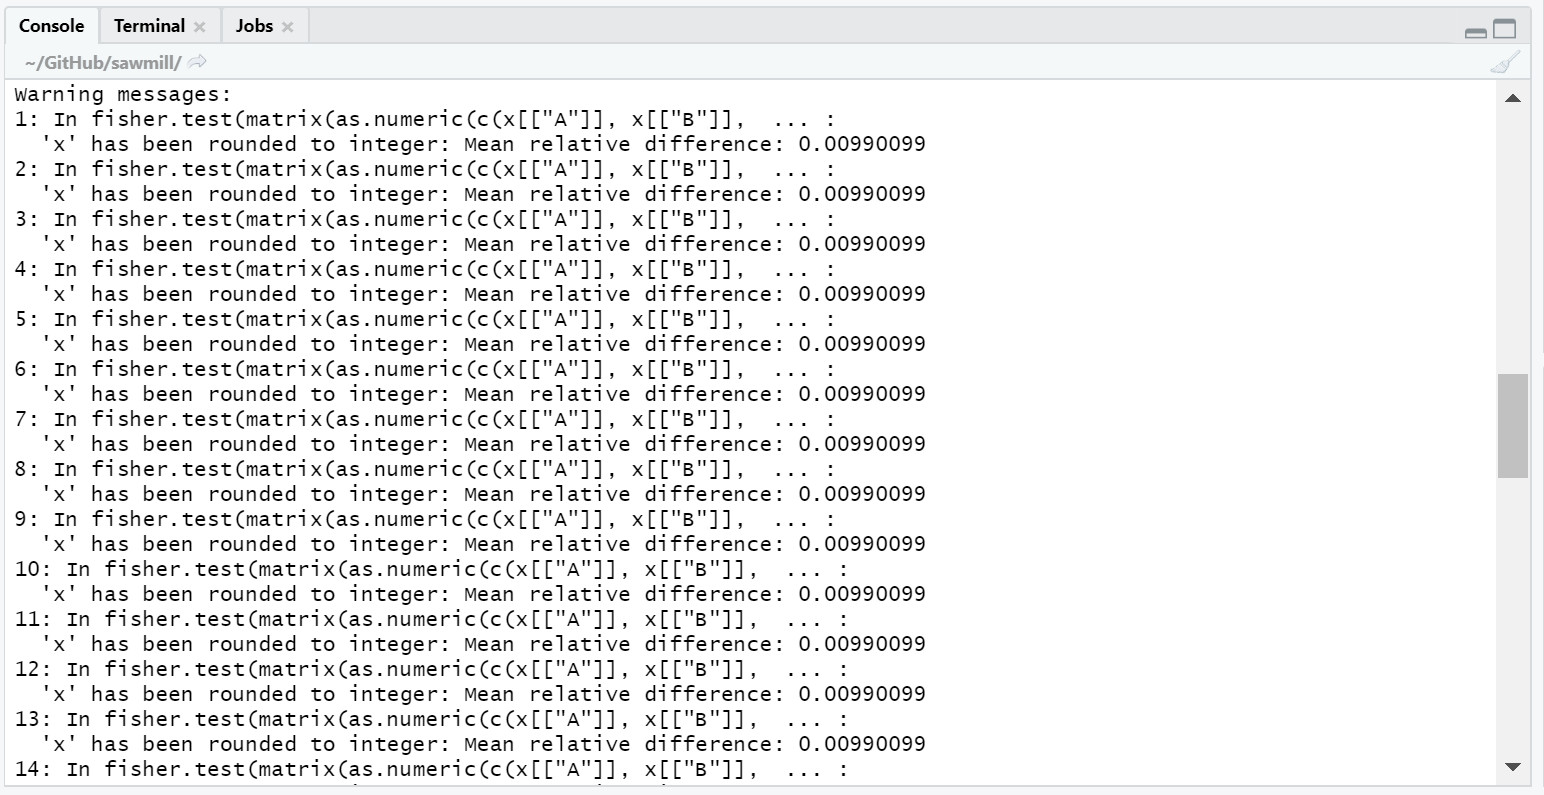 Console Terminal × Jobs ×
~/GitHub/sawmill/
Warning messages:
1: In fisher.test(matrix(as.numeric(c(x[["A"]], x[["B"]],  ... :
  'x' has been rounded to integer: Mean relative difference: 0.00990099
2: In fisher.test(matrix(as.numeric(c(x[["A"]], x[["B"]],  ... :
  'x' has been rounded to integer: Mean relative difference: 0.00990099
3: In fisher.test(matrix(as.numeric(c(x[["A"]], x[["B"]],  ... :
  'x' has been rounded to integer: Mean relative difference: 0.00990099
4: In fisher.test(matrix(as.numeric(c(x[["A"]], x[["B"]],  ... :
  'x' has been rounded to integer: Mean relative difference: 0.00990099
5: In fisher.test(matrix(as.numeric(c(x[["A"]], x[["B"]],  ... :
  'x' has been rounded to integer: Mean relative difference: 0.00990099
6: In fisher.test(matrix(as.numeric(c(x[["A"]], x[["B"]],  ... :
  'x' has been rounded to integer: Mean relative difference: 0.00990099
7: In fisher.test(matrix(as.numeric(c(x[["A"]], x[["B"]],  ... :
  'x' has been rounded to integer: Mean relative difference: 0.00990099
8: In fisher.test(matrix(as.numeric(c(x[["A"]], x[["B"]],  ... :
  'x' has been rounded to integer: Mean relative difference: 0.00990099
9: In fisher.test(matrix(as.numeric(c(x[["A"]], x[["B"]],  ... :
  'x' has been rounded to integer: Mean relative difference: 0.00990099
10: In fisher.test(matrix(as.numeric(c(x[["A"]], x[["B"]],  ... :
  'x' has been rounded to integer: Mean relative difference: 0.00990099
11: In fisher.test(matrix(as.numeric(c(x[["A"]], x[["B"]],  ... :
  'x' has been rounded to integer: Mean relative difference: 0.00990099
12: In fisher.test(matrix(as.numeric(c(x[["A"]], x[["B"]],  ... :
  'x' has been rounded to integer: Mean relative difference: 0.00990099
13: In fisher.test(matrix(as.numeric(c(x[["A"]], x[["B"]],  ... :
  'x' has been rounded to integer: Mean relative difference: 0.00990099
14: In fisher.test(matrix(as.numeric(c(x[["A"]], x[["B"]],  ... :